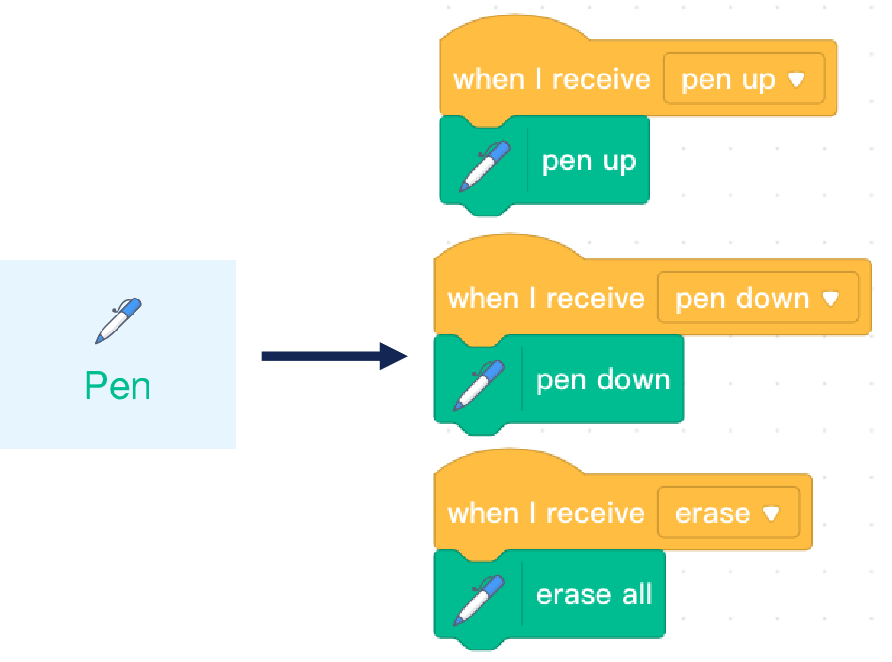 when I receive pen up
pen up
when I receive pen down
pen down
Pen
when I receive erase
erase all